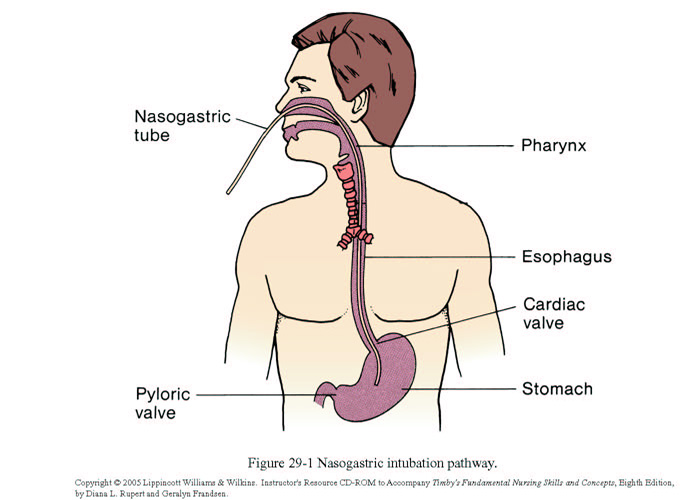 Nasogastric
tube
Pharynx
Esophagus
Cardiac
valve
Stomach
Pyloric
valve
Figure 29-1 Nasogastric intubation pathway.
Copyright © 2005 Lippincott Williams & Wilkins. Instructor's Resource CD-ROM to Accompany Timby's Fundamental Nursing Skills and Concepts, Eighth Edition,
by Diana L. Rupert and Geralyn Frandsen.